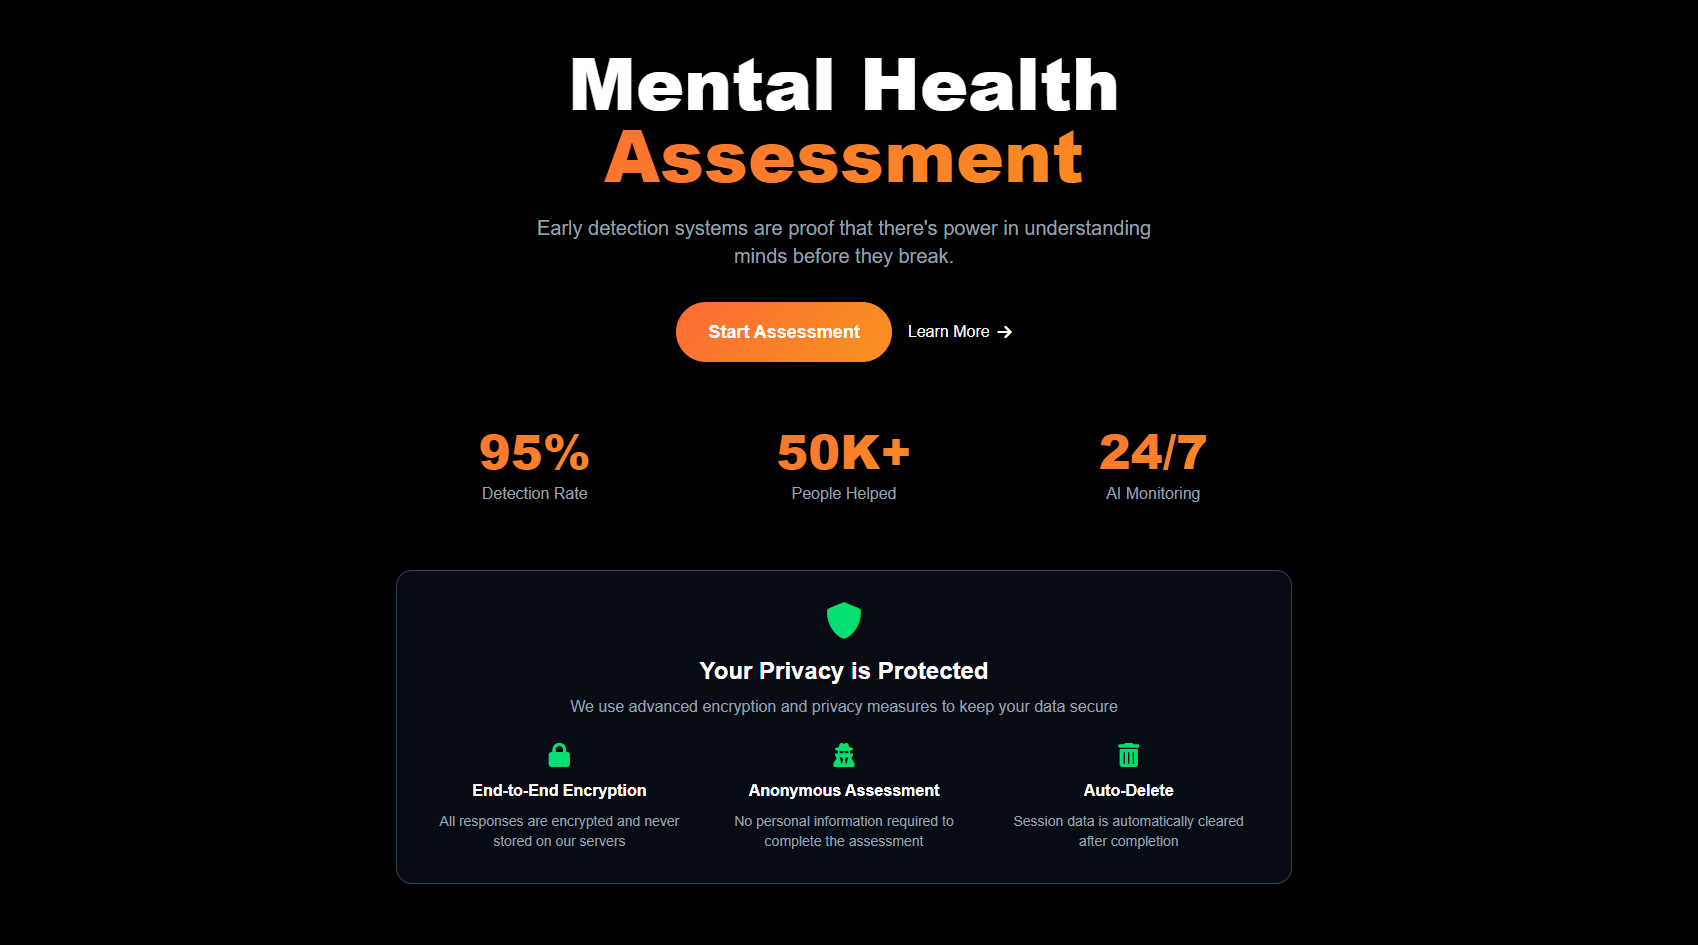 Mental Health
Assessment
Early detection systems are proof that there's power in understanding
minds before they break.
Start Assessment
Learn More →
95%
50K+
24/7
Detection Rate
People Helped
AI Monitoring
Your Privacy is Protected
We use advanced encryption and privacy measures to keep your data secure
End-to-End Encryption
All responses are encrypted and never
stored on our servers
Anonymous Assessment
No personal information required to
complete the assessment
Auto-Delete
Session data is automatically cleared
after completion